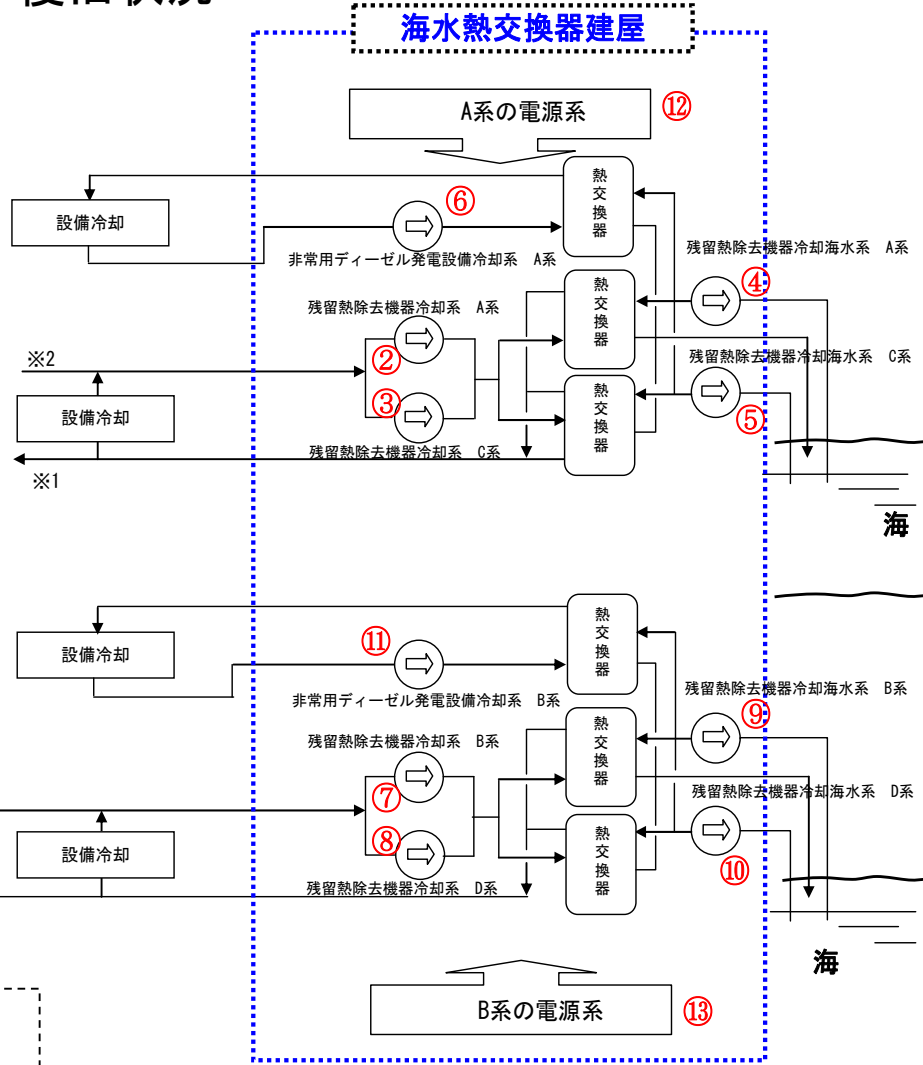 海水熱交換器建屋
A系の電源系
⑫
熱交換器
⑥
設備冷却
非常用ディーゼル発電設備冷却系 A系
残留熱除去機器冷却海水系 A系
熱交換器
④
残留熱除去機器冷却系 A系
※2
②
残留熱除去機器冷却海水系 C系
③
熱交換器
⑤
設備冷却
残留熱除去機器冷却系 C系
※1
海
熱交換器
⑪
設備冷却
非常用ディーゼル発電設備冷却系 B系
残留熱除去機器冷却海水系 B系
熱交換器
⑨
残留熱除去機器冷却系 B系
⑦
残留熱除去機器冷却海水系 D系
⑧
熱交換器
⑩
設備冷却
残留熱除去機器冷却系 D系
海
B系の電源系
⑬